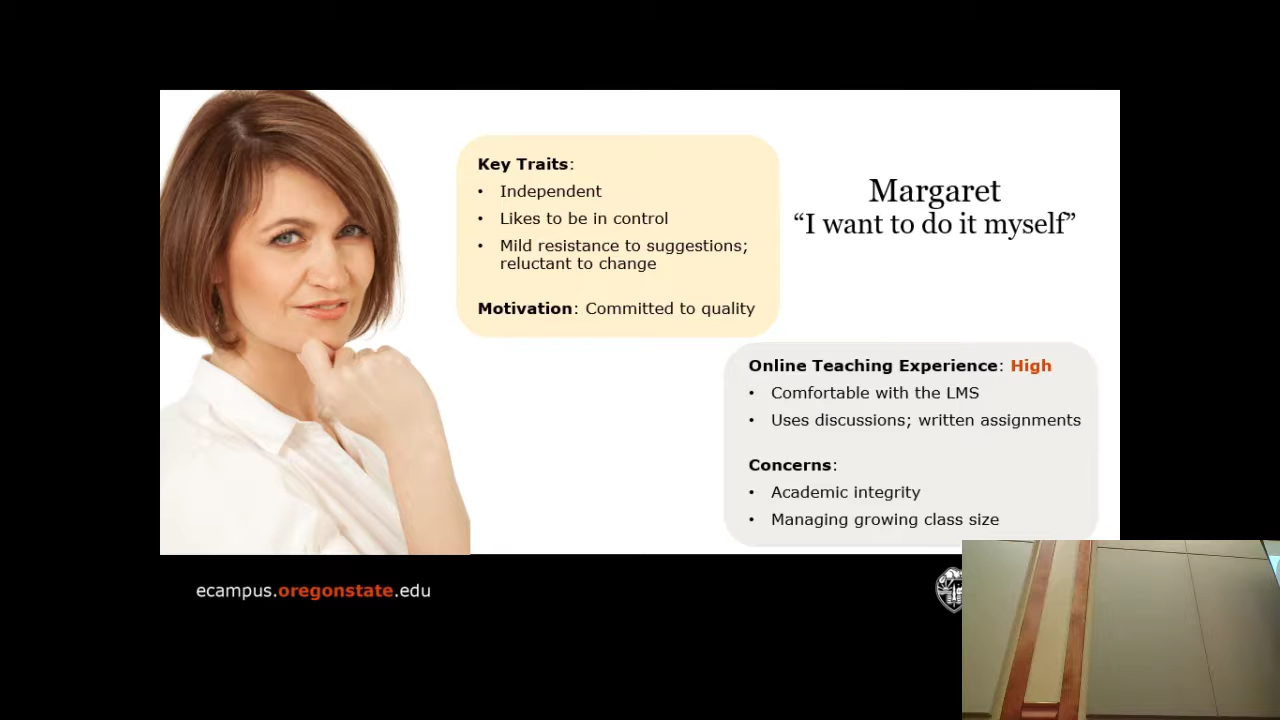 Key Traits:
• Independent
• Likes to be in control
• Mild resistance to suggestions;
reluctant to change
Motivation: Committed to quality
Margaret
“I want to do it myself”
Online Teaching Experience: High
• Comfortable with the LMS
• Uses discussions; written assignments
Concerns:
• Academic integrity
• Managing growing class size
ecampus.oregonstate.edu